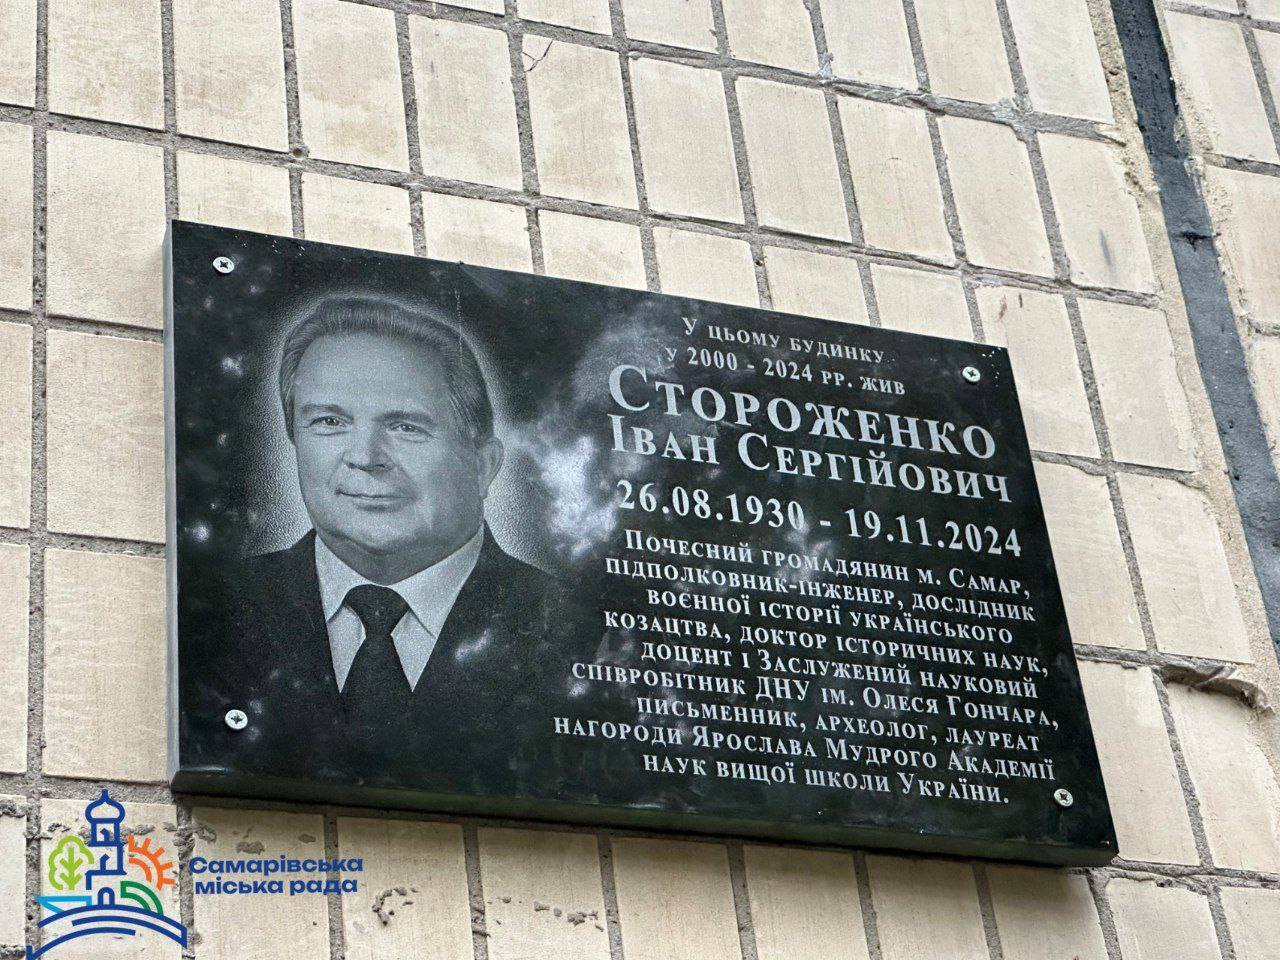 У цьому будинку
у 2000 - 2024 рр. жив
Стороженко
Іван Сергійович
26.08.1930 - 19.11.2024
Почесний громадянин м. Самар,
підполковник-інженер, дослідник
воєнної історії українського
козацтва, доктор історичних наук,
доцент і Заслужений науковий
співробітник ДНУ ім. Олеся Гончара,
письменник, археолог, лауреат
нагороди Ярослава Мудрого Академії
наук вищої школи України.
Самарівська
міська рада